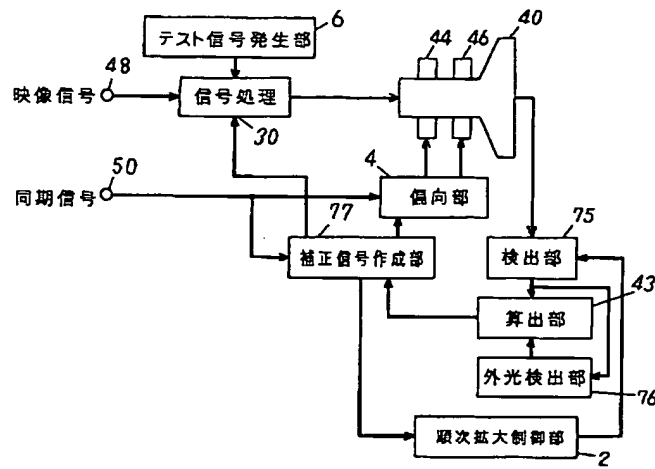 6
テスト信号発生部
44
46
40
48
映像信号
信号処理
30
50
同期信号
4
偏向部
77
補正信号作成部
75
検出部
43
算出部
外光検出部
76
順次拡大制御部
2